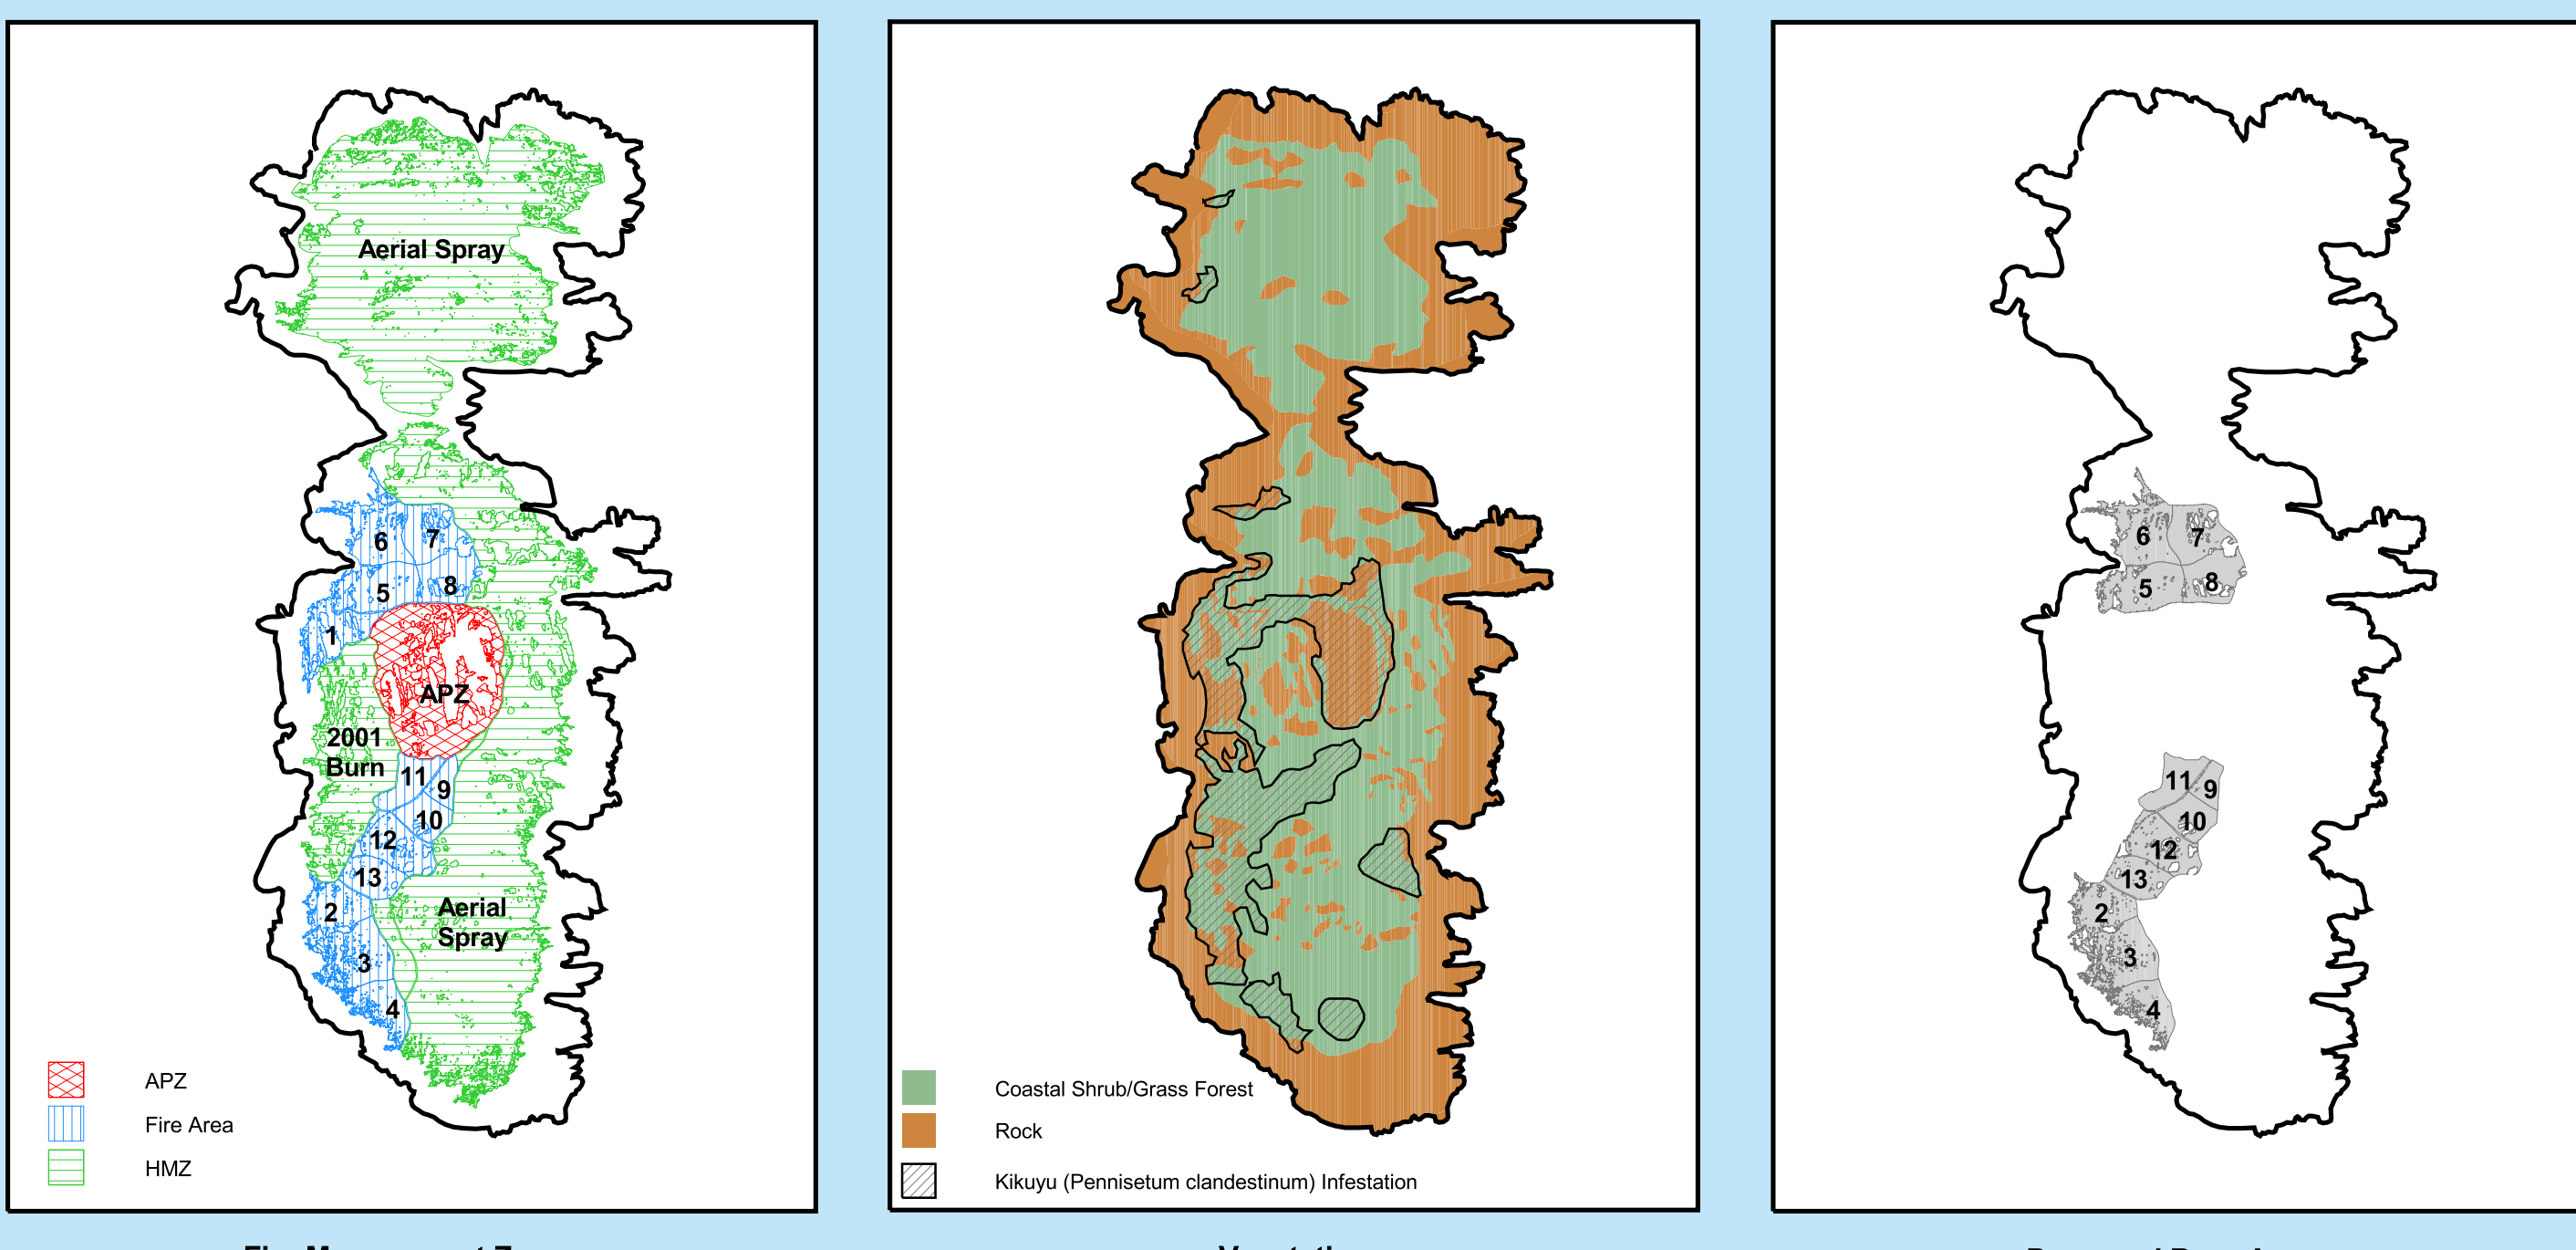 Aerial Spray
6
7
5
8
1
APZ
2001
Burn
11
9
10
12
13
2
Aerial
Spray
3
4
APZ
Fire Area
HMZ
Coastal Shrub/Grass Forest
Rock
Kikuyu (Pennisetum clandestinum) Infestation
6
7
5
8
11
9
10
12
13
2
3
4